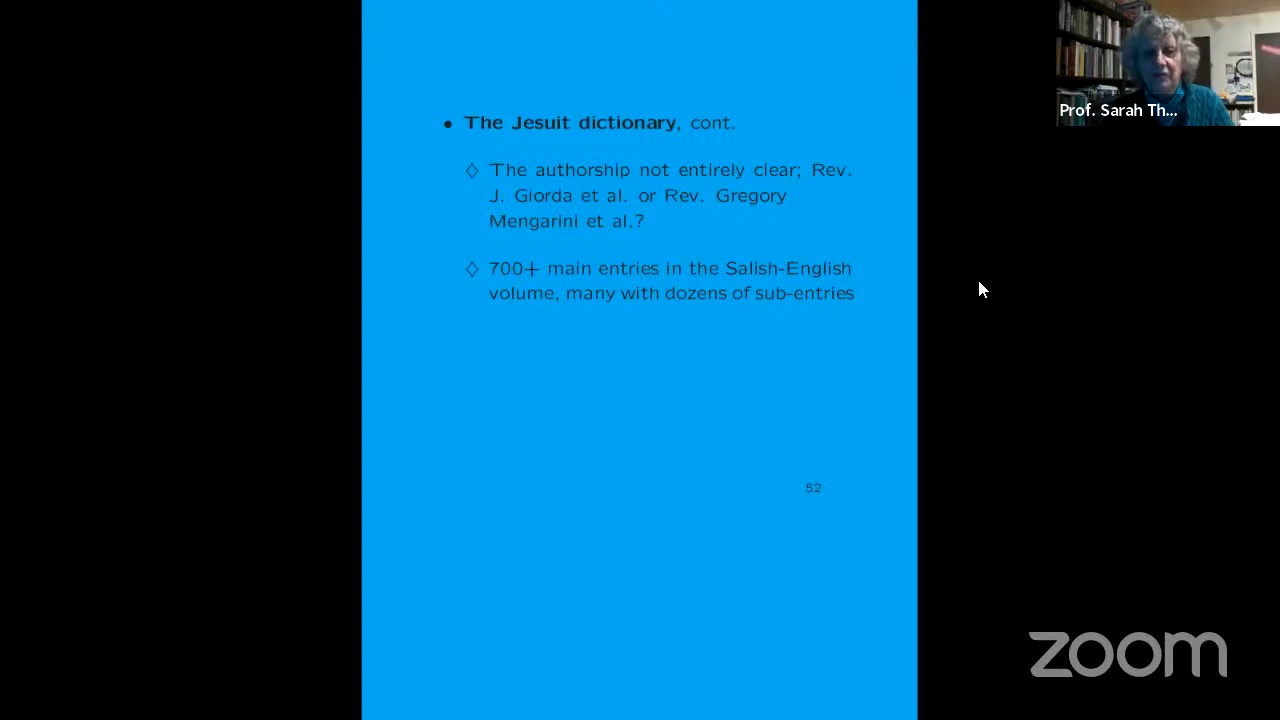 Prof. Sarah Th...
• The Jesuit dictionary, cont.
◇ The authorship not entirely clear; Rev.
J. Giorda et al. or Rev. Gregory
Mengarini et al.?
◇ 700+ main entries in the Salish-English
volume, many with dozens of sub-entries
52
zoom